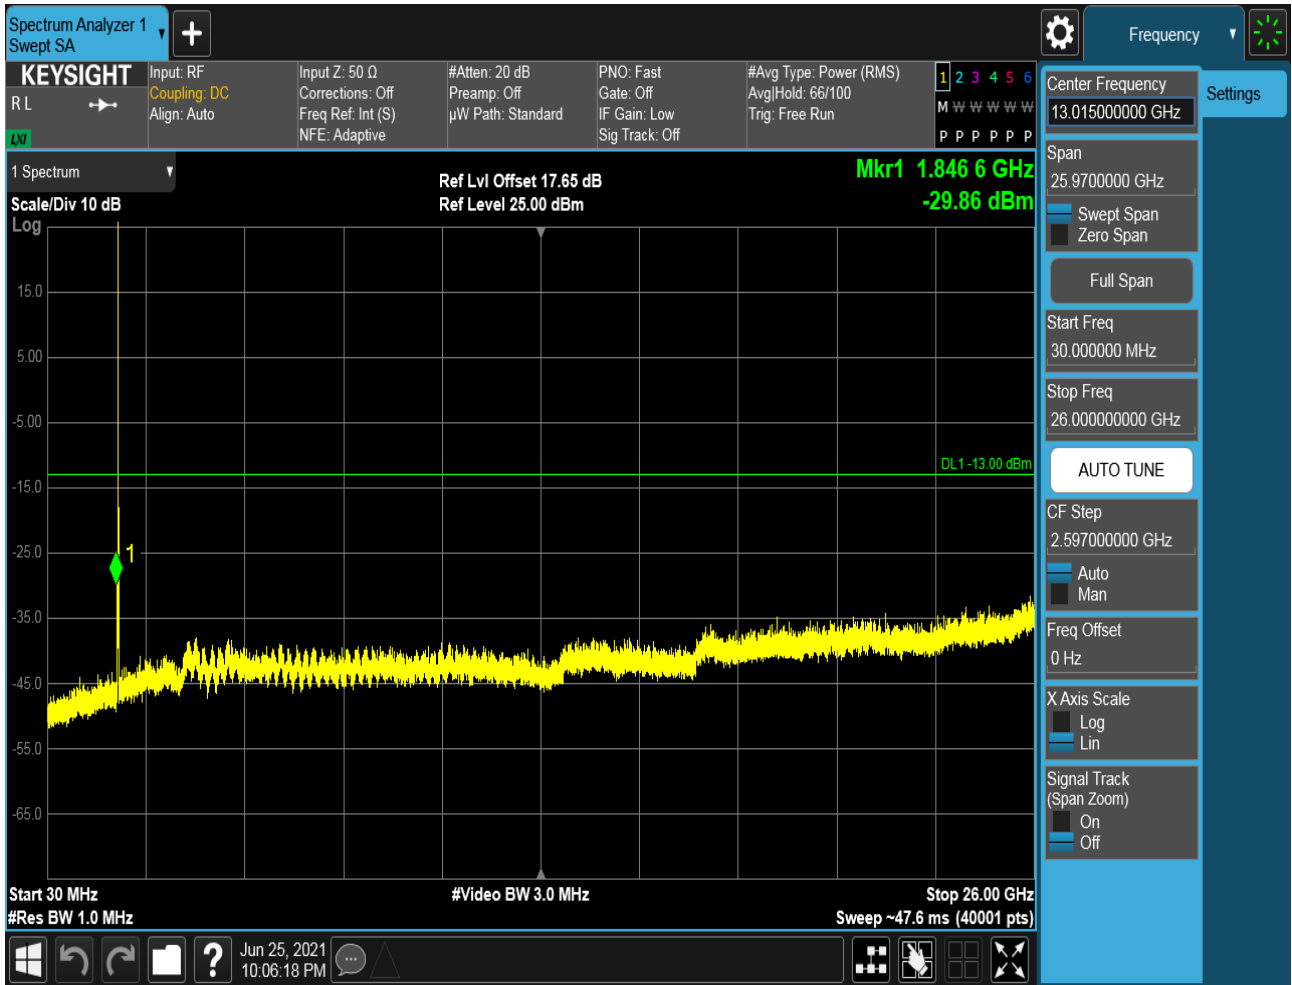 Spectrum Analyzer 1
Swept SA
Frequency
KEYSIGHT
R L
LXI
Input: RF
Coupling: DC
Align: Auto
Input Z: 50 Ω
Corrections: Off
Freq Ref: Int (S)
NFE: Adaptive
#Atten: 20 dB
Preamp: Off
µW Path: Standard
PNO: Fast
Gate: Off
IF Gain: Low
Sig Track: Off
#Avg Type: Power (RMS)
Avg|Hold: 66/100
Trig: Free Run
1 2 3 4 5 6
M W W W W W
P P P P P P
1 Spectrum
Scale/Div 10 dB
Log
Ref Lvl Offset 17.65 dB
Ref Level 25.00 dBm
Mkr1 1.846 6 GHz
-29.86 dBm
15.0
5.00
-5.00
DL1 -13.00 dBm
-15.0
-25.0
1
-35.0
-45.0
-55.0
-65.0
Start 30 MHz
#Res BW 1.0 MHz
#Video BW 3.0 MHz
Stop 26.00 GHz
Sweep ~47.6 ms (40001 pts)
Jun 25, 2021
10:06:18 PM
Center Frequency
13.015000000 GHz
Settings
Span
25.9700000 GHz
Swept Span
Zero Span
Full Span
Start Freq
30.000000 MHz
Stop Freq
26.000000000 GHz
AUTO TUNE
CF Step
2.597000000 GHz
Auto
Man
Freq Offset
0 Hz
X Axis Scale
Log
Lin
Signal Track
(Span Zoom)
On
Off